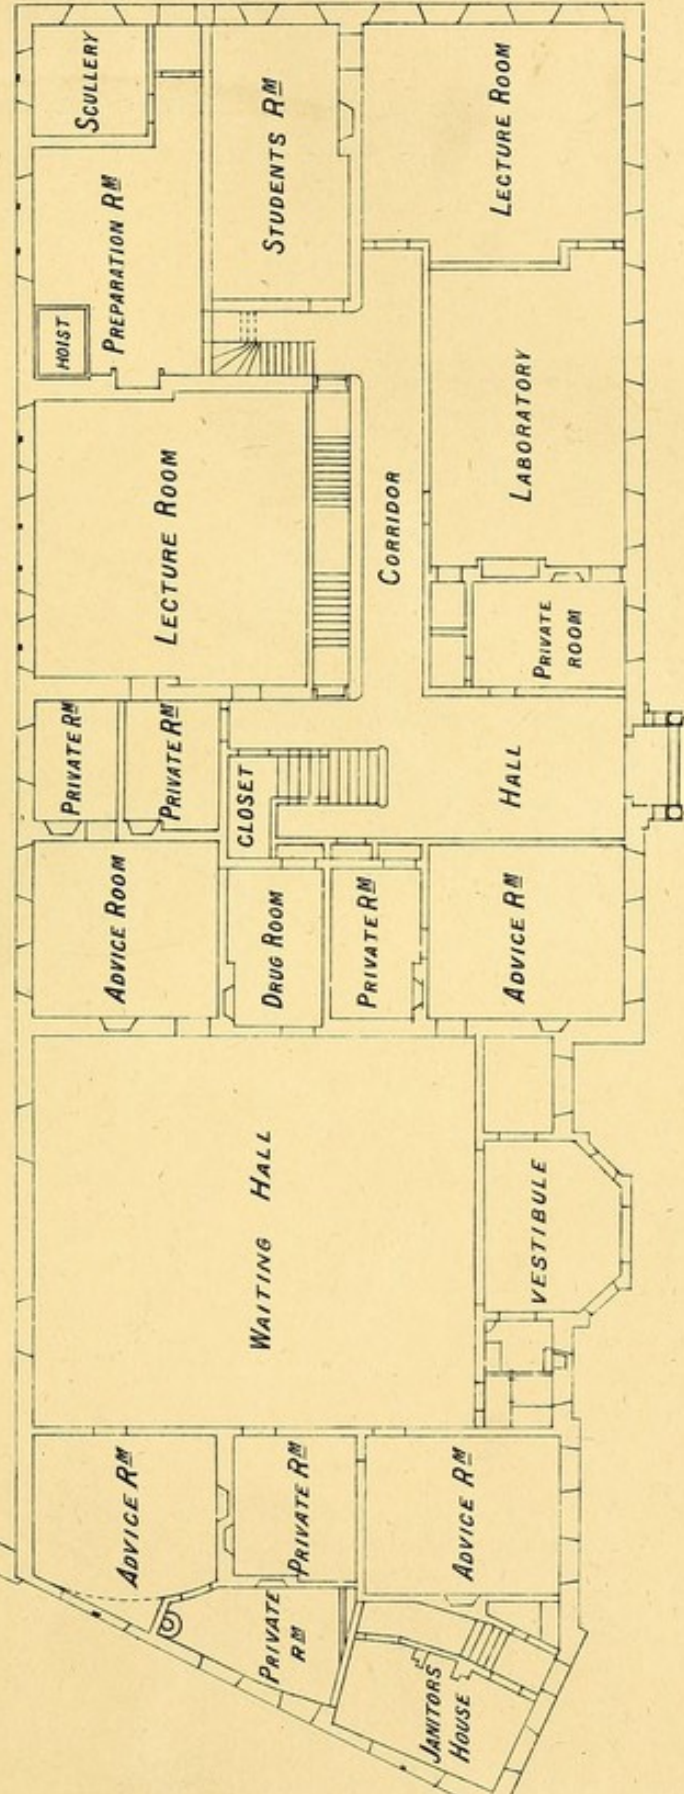 SCULLERY
STUDENTS RM
LECTURE ROOM
PREPARATION RM
HOIST
LABORATORY
LECTURE ROOM
CORRIDOR
PRIVATE
ROOM
PRIVATE RM
PRIVATE RM
CLOSET
HALL
ADVICE ROOM
DRUG ROOM
PRIVATE RM
ADVICE RM
WAITING HALL
VESTIBULE
ADVICE RM
PRIVATE RM
ADVICE RM
PRIVATE
RM
JANITORS
HOUSE